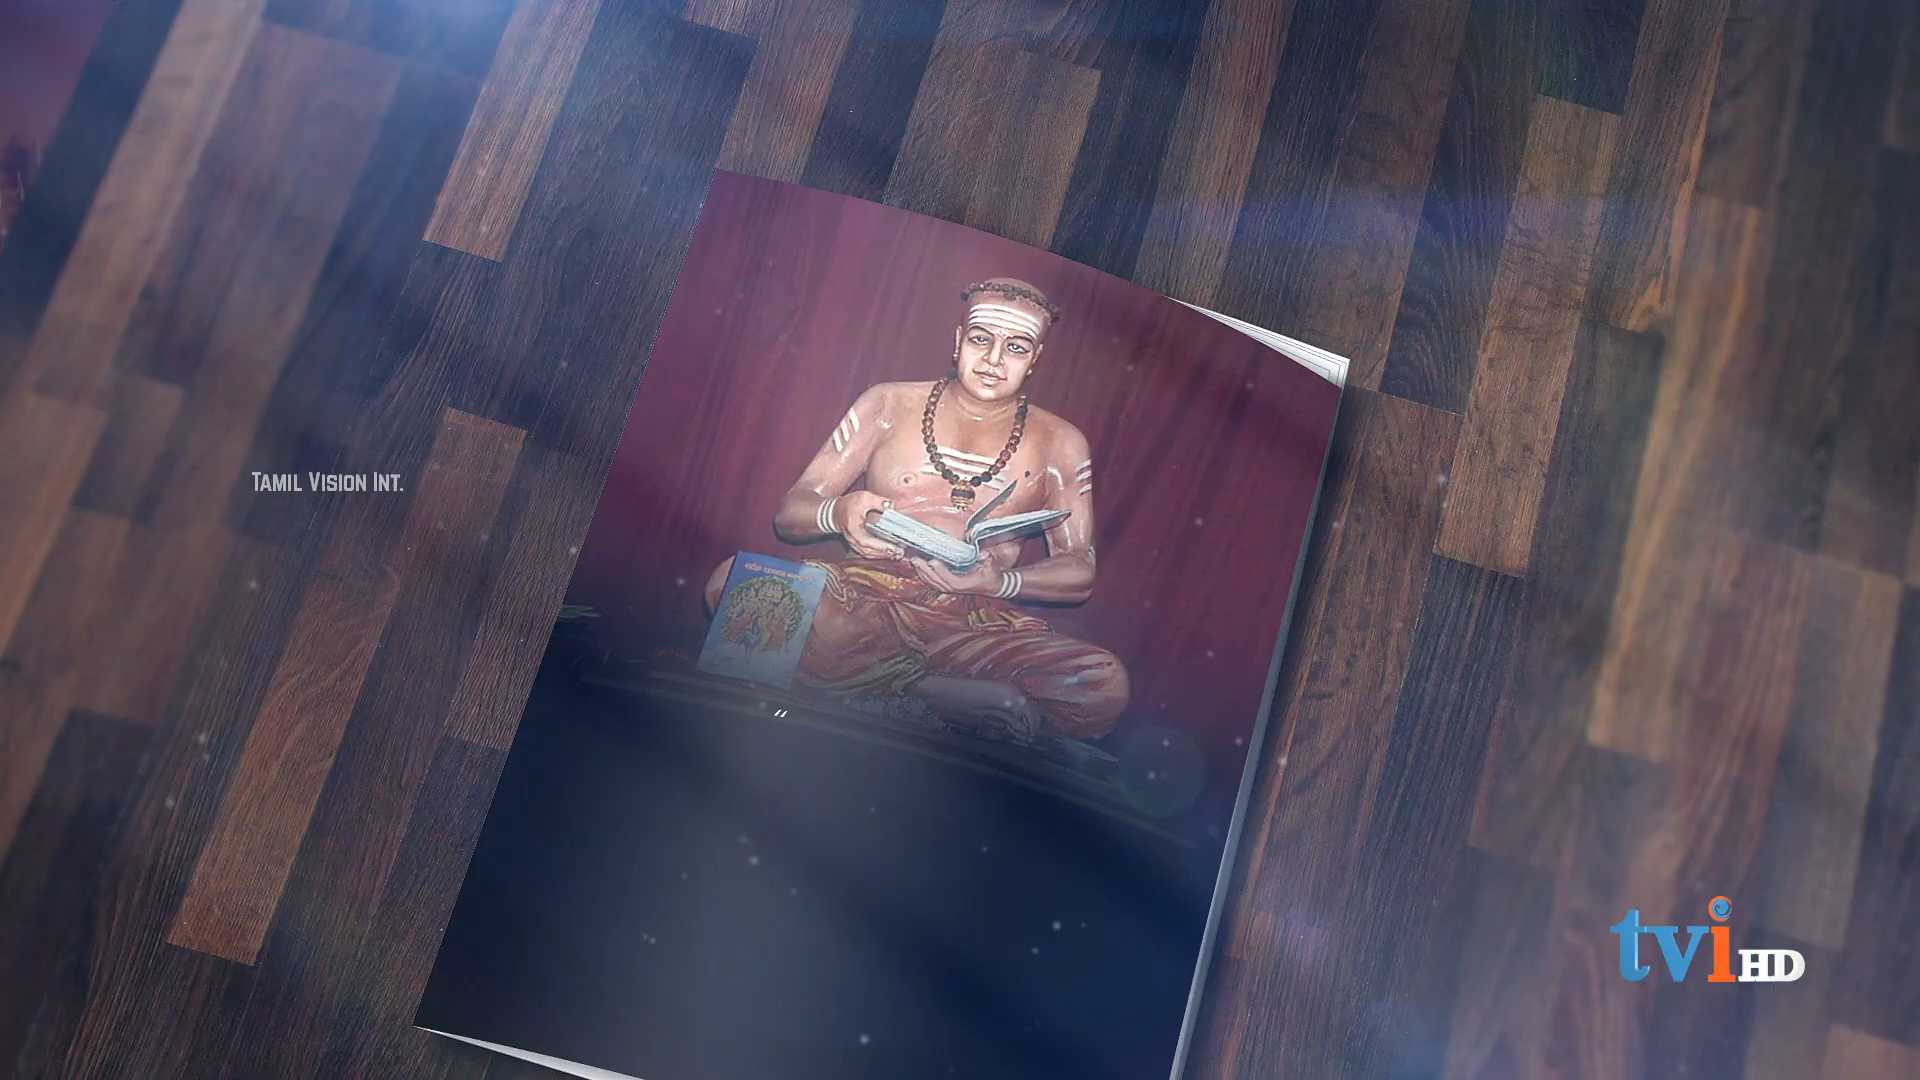 TAMIL VISION INT.
"
tvi HD